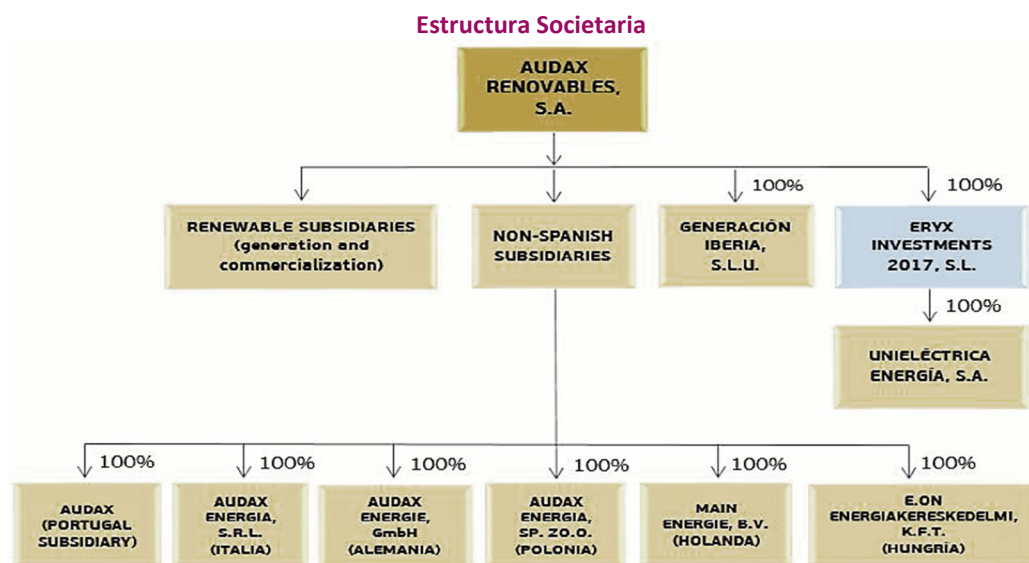 Estructura Societaria
AUDAX
RENOVABLES,
S.A.
100%
100%
RENEWABLE SUBSIDIARIES
(generation and
commercialization)
NON-SPANISH
SUBSIDIARIES
GENERACIÓN
IBERIA,
S.L.U.
ERYX
INVESTMENTS
2017, S.L.
100%
UNIELÉCTRICA
ENERGÍA, S.A.
100%
100%
100%
100%
100%
100%
AUDAX
(PORTUGAL
SUBSIDIARY)
AUDAX
ENERGIA,
S.R.L.
(ITALIA)
AUDAX
ENERGIE,
GmbH
(ALEMANIA)
AUDAX
ENERGIA,
SP. ZO.O.
(POLONIA)
MAIN
ENERGIE, B.V.
(HOLANDA)
E.ON
ENERGIAKERESKEDELMI,
K.F.T.
(HUNGRÍA)